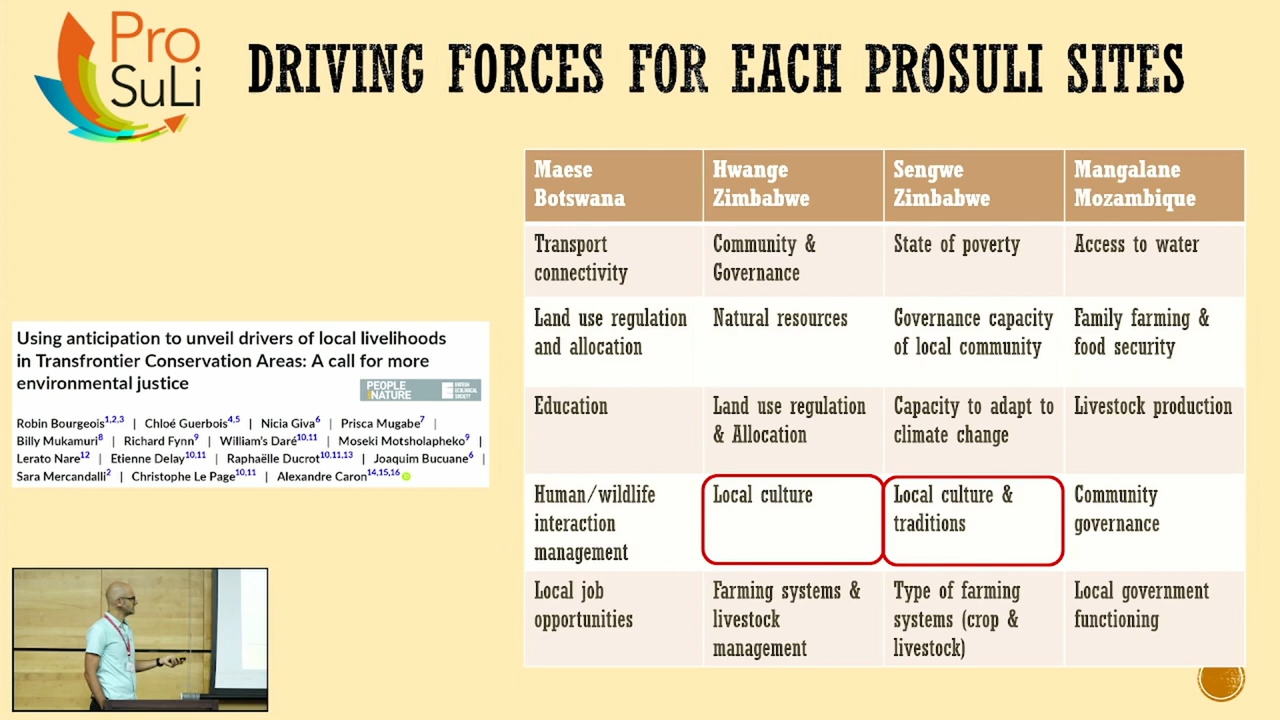 Pro
SuLi
DRIVING FORCES FOR EACH PROSULI SITES
Using anticipation to unveil drivers of local livelihoods
in Transfrontier Conservation Areas: A call for more
environmental justice
PEOPLE
NATURE
BRITISH
ECOLOGICAL
SOCIETY
Robin Bourgeois1,2,3 | Chloé Guerbois4,5 | Nicia Giva6 | Prisca Mugabe7 |
Billy Mukamuri8 | Richard Fynn9 | William's Daré10,11 | Moseki Motsholapheko9 |
Lerato Nare12 | Etienne Delay10,11 | Raphaëlle Ducrot10,11,13 | Joaquim Bucuane6 |
Sara Mercandalli2 | Christophe Le Page10,11 | Alexandre Caron14,15,16
Maese
Botswana
Hwange
Zimbabwe
Sengwe
Zimbabwe
Mangalane
Mozambique
Transport
connectivity
Community &
Governance
State of poverty
Access to water
Land use regulation
and allocation
Natural resources
Governance capacity
of local community
Family farming &
food security
Education
Land use regulation
& Allocation
Capacity to adapt to
climate change
Livestock production
Human/wildlife
interaction
management
Local culture
Local culture &
traditions
Community
governance
Local job
opportunities
Farming systems &
livestock
management
Type of farming
systems (crop &
livestock)
Local government
functioning